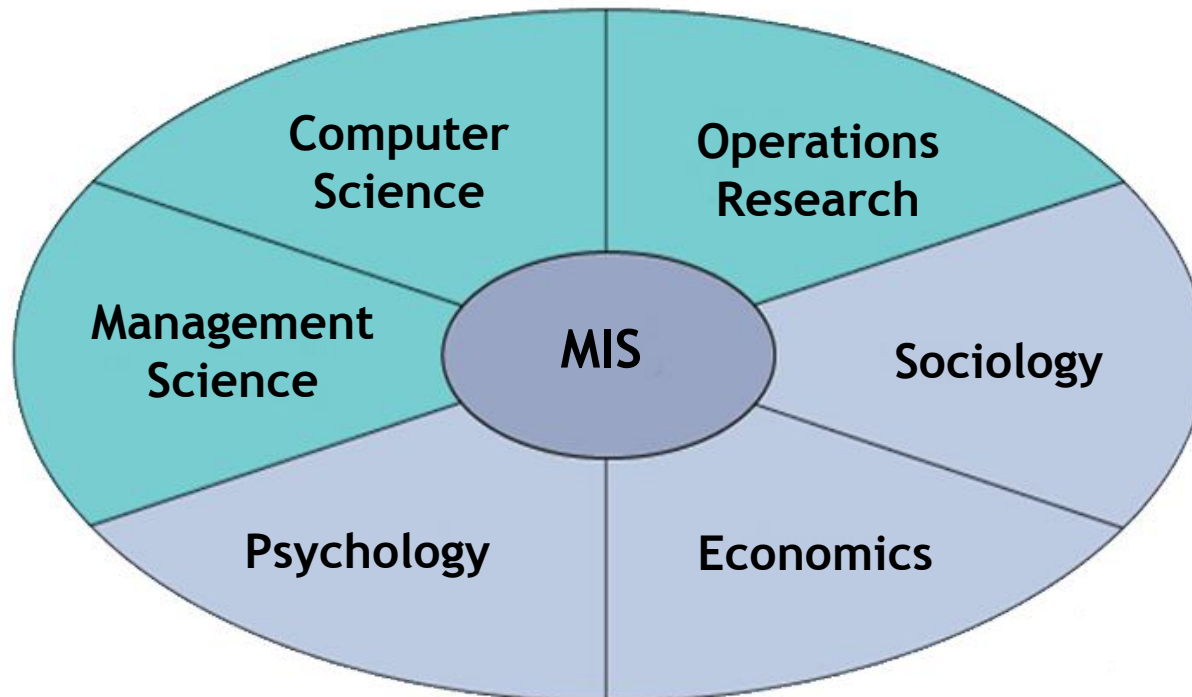 Computer
Science
Operations
Research
Management
Science
MIS
Sociology
Psychology
Economics